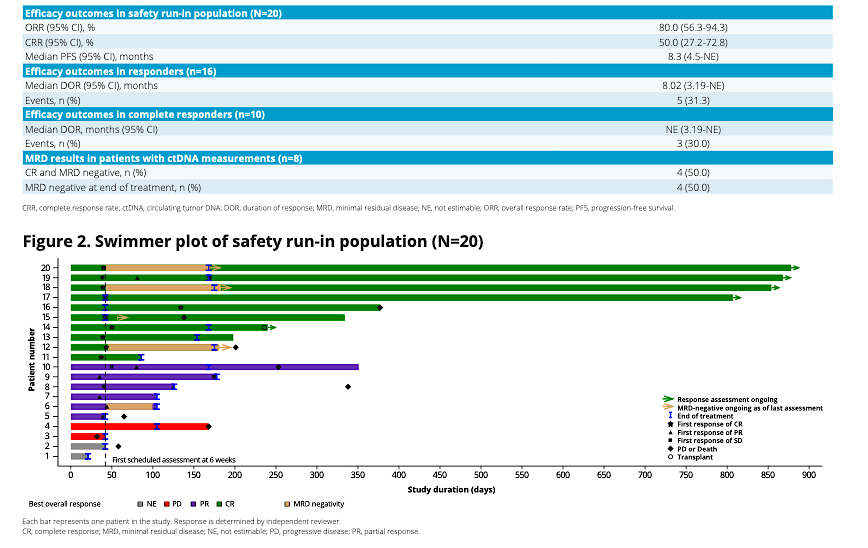 Efficacy outcomes in safety run-in population (N=20)
ORR (95% CI), % 80.0 (56.3-94.3)
CRR (95% CI), % 50.0 (27.2-72.8)
Median PFS (95% CI), months 8.3 (4.5-NE)
Efficacy outcomes in responders (n=16)
Median DOR (95% CI), months 8.02 (3.19-NE)
Events, n (%) 5 (31.3)
Efficacy outcomes in complete responders (n=10)
Median DOR, months (95% CI) NE (3.19-NE)
Events, n (%) 3 (30.0)
MRD results in patients with ctDNA measurements (n=8)
CR and MRD negative, n (%) 4 (50.0)
MRD negative at end of treatment, n (%) 4 (50.0)
CRR, complete response rate; ctDNA, circulating tumor DNA; DOR, duration of response; MRD, minimal residual disease; NE, not estimable; ORR, overall response rate; PFS, progression-free survival.
Figure 2. Swimmer plot of safety run-in population (N=20)
Patient number
20
19
18
17
16
15
14
13
12
11
10
9
8
7
6
5
4
3
2
1
Response assessment ongoing
MRD-negative ongoing as of last assessment
End of treatment
First response of CR
First response of PR
First response of SD
PD or Death
Transplant
First scheduled assessment at 6 weeks
0 50 100 150 200 250 300 350 400 450 500 550 600 650 700 750 800 850 900
Study duration (days)
Best overall response NE PD PR CR MRD negativity
Each bar represents one patient in the study. Response is determined by independent reviewer.
CR, complete response; MRD, minimal residual disease; NE, not estimable; PD, progressive disease; PR, partial response.